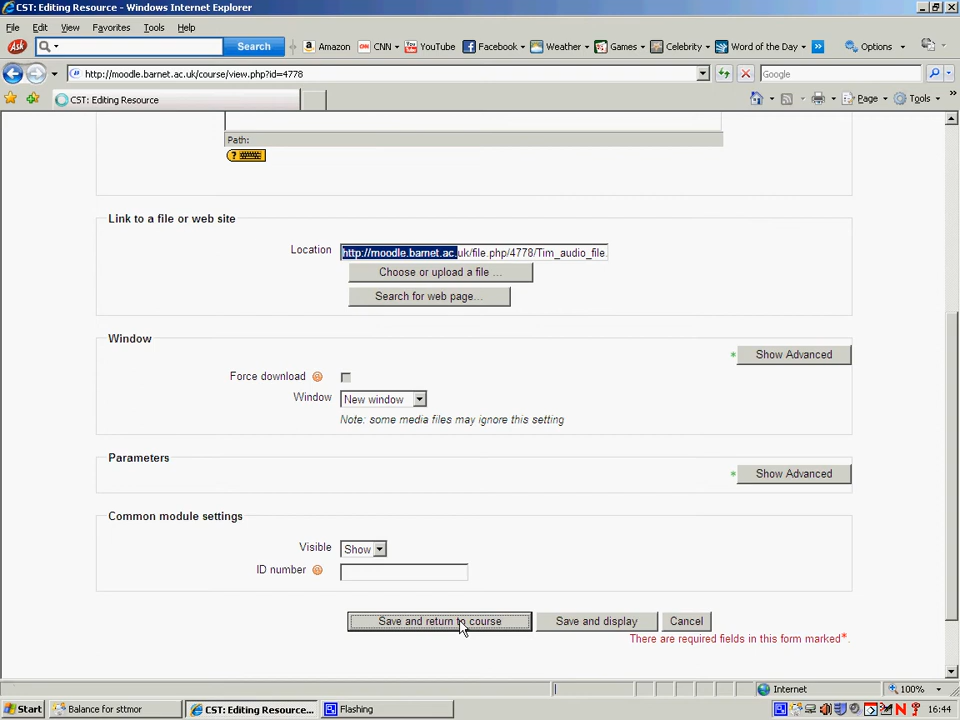 CST: Editing Resource - Windows Internet Explorer
File Edit View Favorites Tools Help
Ask Search Amazon CNN YouTube Facebook Weather Games Celebrity Word of the Day » Options
http://moodle.barnet.ac.uk/course/view.php?id=4778 Google
CST: Editing Resource Page Tools »
Path:
?
Link to a file or web site
Location http://moodle.barnet.ac.uk/file.php/4778/Tim_audio_file.
Choose or upload a file ...
Search for web page...
Window
* Show Advanced
Force download
Window New window
Note: some media files may ignore this setting
Parameters
* Show Advanced
Common module settings
Visible Show
ID number
Save and return to course Save and display Cancel
There are required fields in this form marked*.
Internet 100%
Start Balance for sttmor CST: Editing Resource... Flashing 16:44